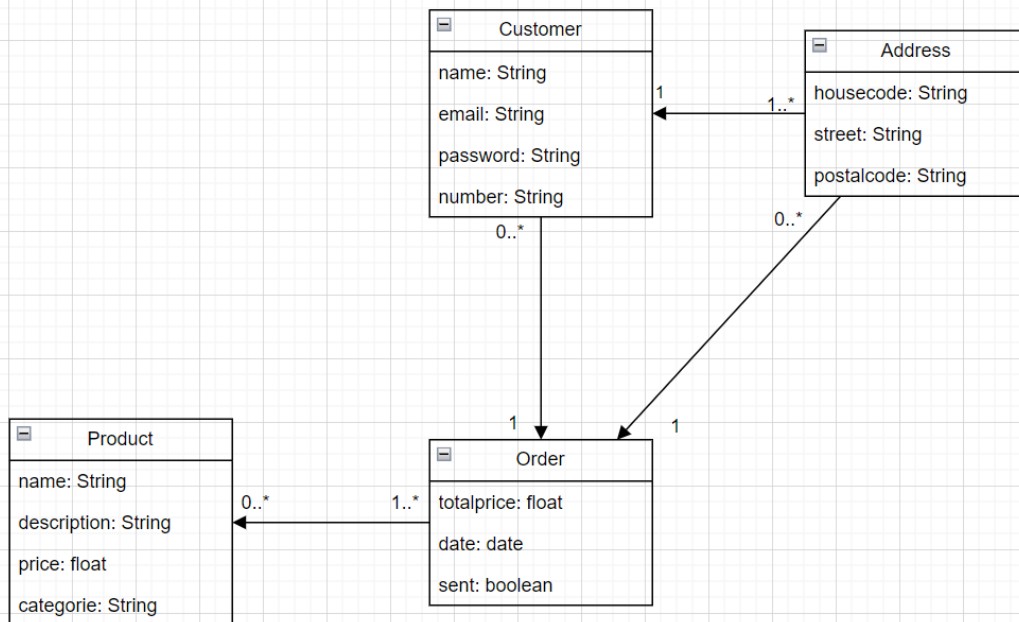 Customer
name: String
email: String
password: String
number: String
Address
housecode: String
street: String
postalcode: String
1
1..*
0..*
0..*
1
1
Product
name: String
description: String
price: float
categorie: String
0..*
1..*
Order
totalprice: float
date: date
sent: boolean